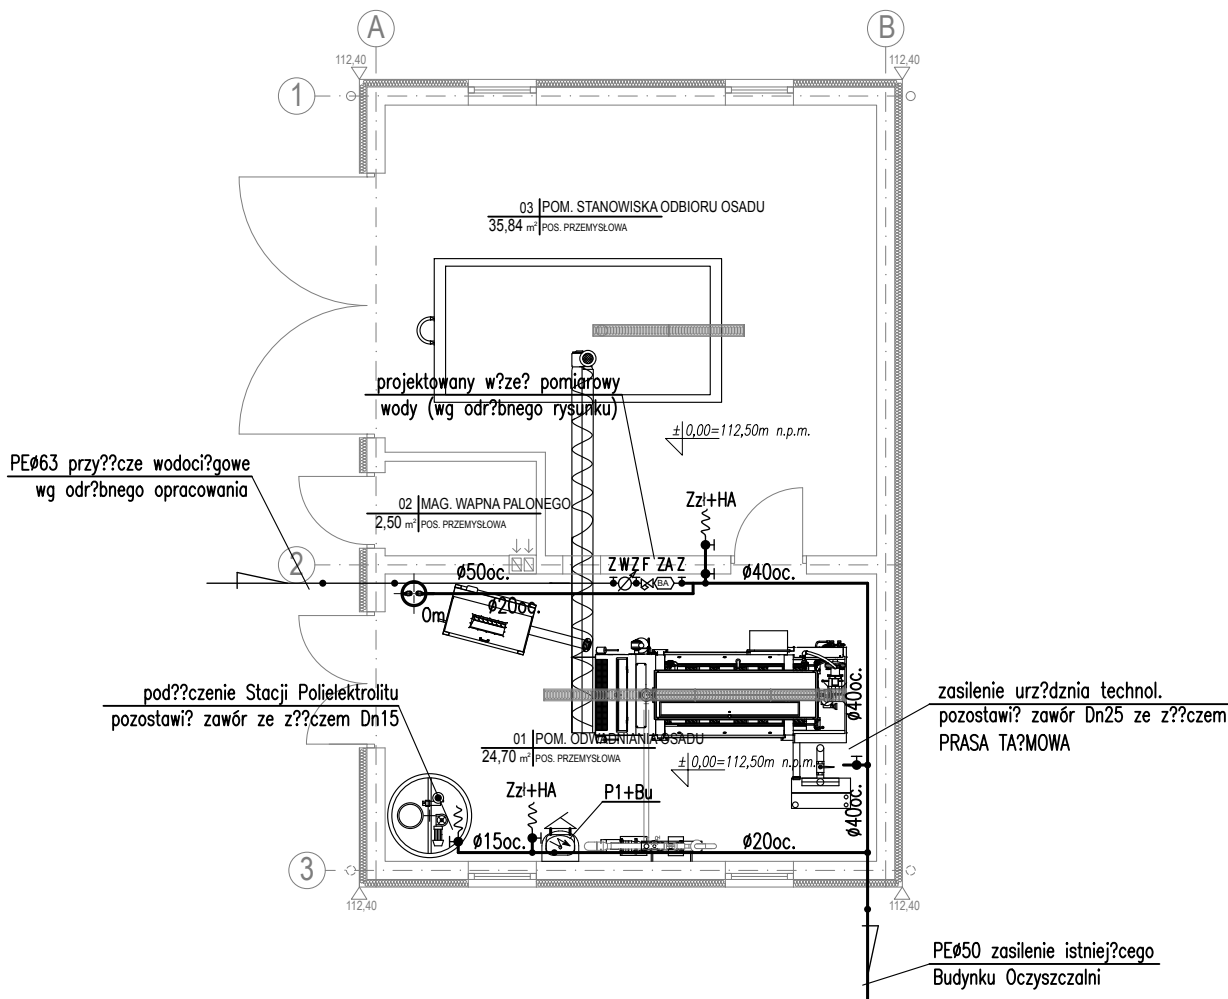 A
B
112,40
112,40
1
03 POM. STANOWISKA ODBIORU OSADU
35,84 m² POS. PRZEMYSŁOWA
projektowany w?ze? pomiarowy
wody (wg odr?bnego rysunku)
± 0,00=112,50m n.p.m.
PEø63 przy??cze wodoci?gowe
wg odr?bnego opracowania
02 MAG. WAPNA PALONEGO
2,50 m² POS. PRZEMYSŁOWA
Zzł+HA
2
ø50oc.
Z W Z F ZA Z
BA
ø40oc.
ø20oc.
Om
pod??czenie Stacji Polielektrolitu
pozostawi? zawór ze z??czem Dn15
ø40oc.
zasilenie urz?dznia technol.
pozostawi? zawór Dn25 ze z??czem
PRASA TA?MOWA
01 POM. ODWADNIANIA OSADU
24,70 m² POS. PRZEMYSŁOWA
± 0,00=112,50m n.p.m.
Zzł+HA
P1+Bu
ø40oc.
ø15oc.
ø20oc.
3
112,40
112,40
PEø50 zasilenie istniej?cego
Budynku Oczyszczalni